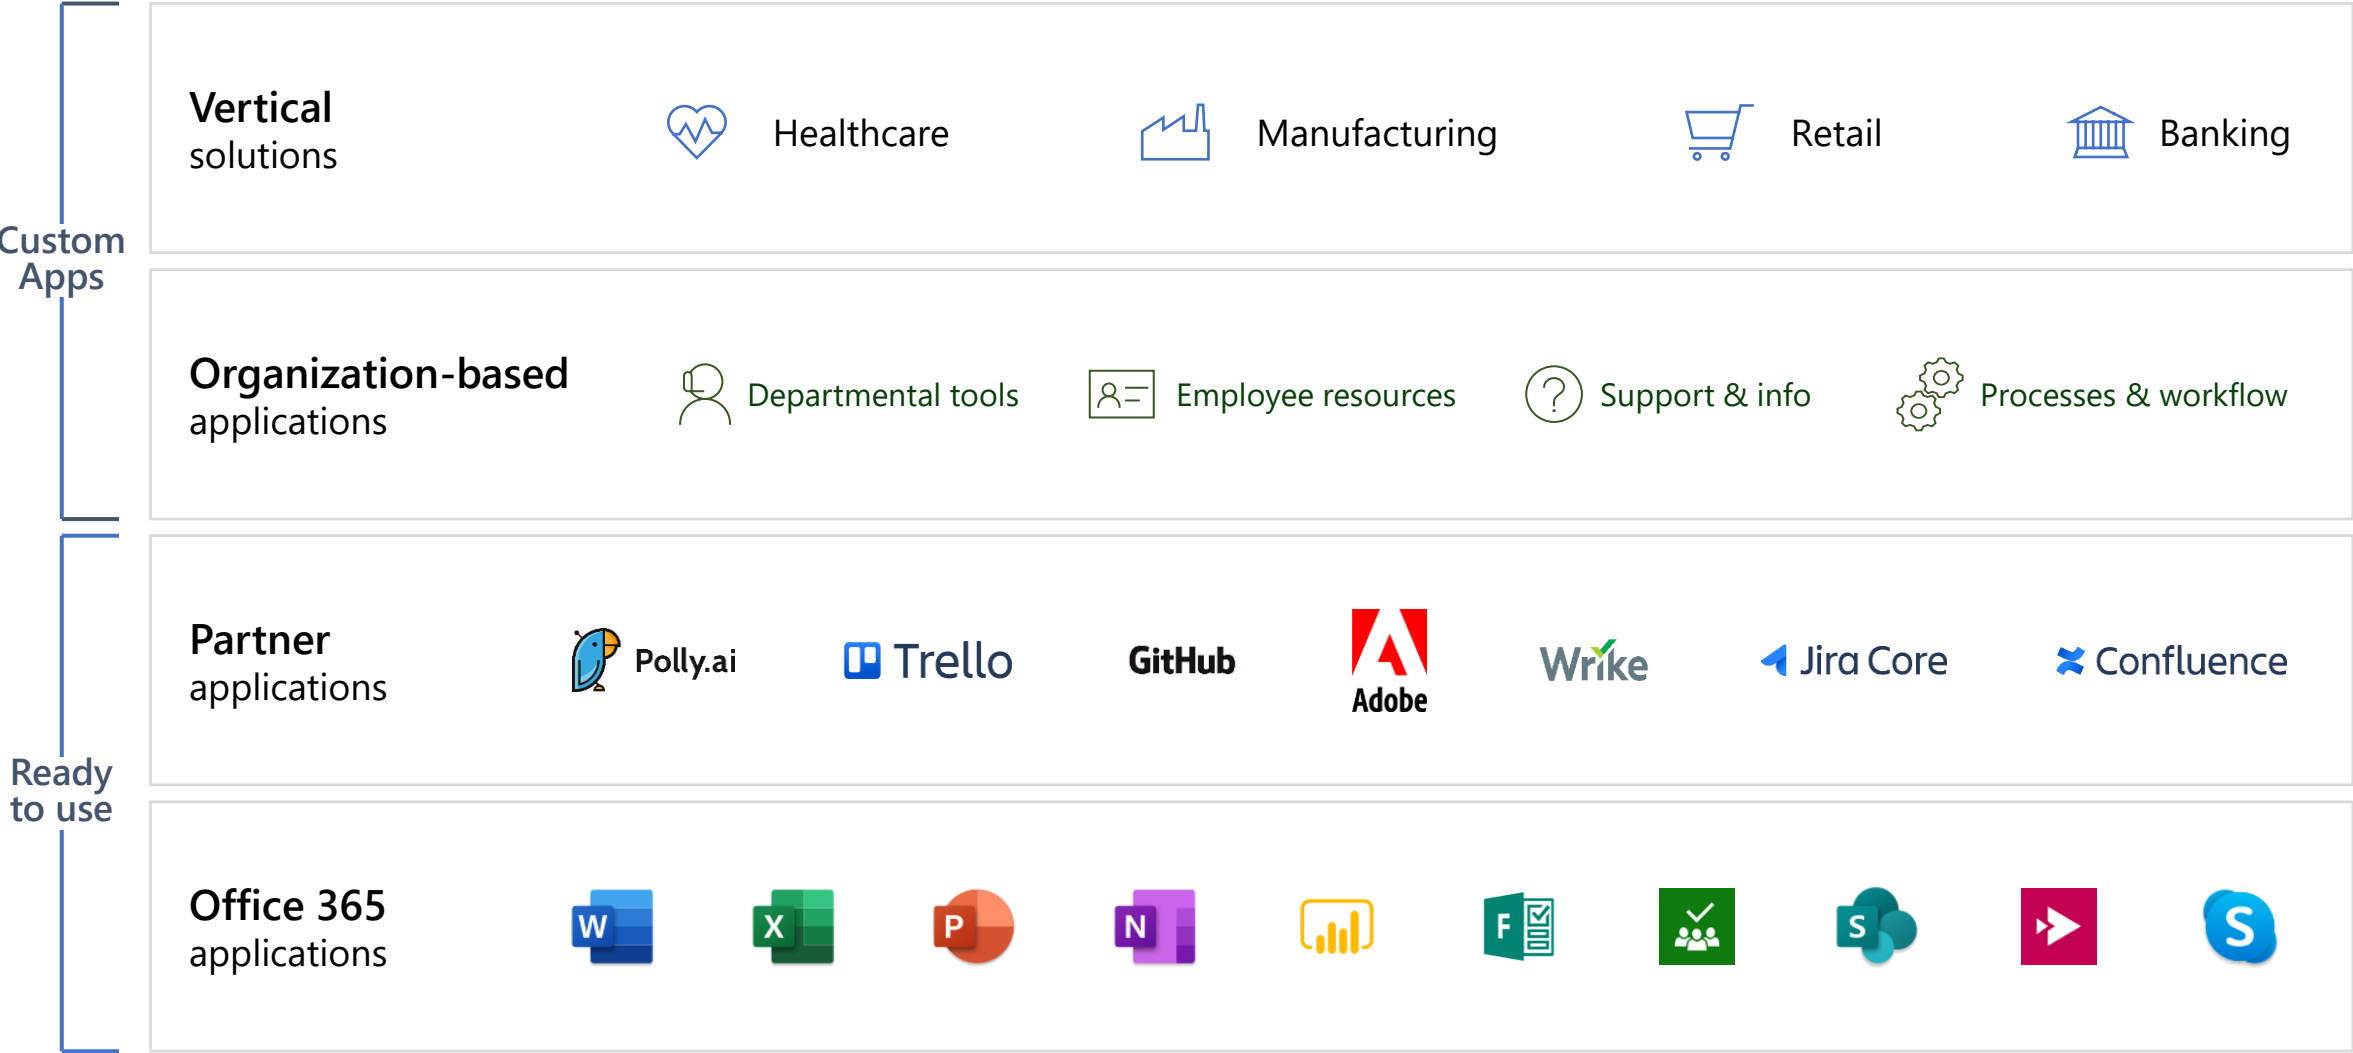 Custom
Apps
Vertical
solutions
Healthcare
Manufacturing
Retail
Banking
Organization-based
applications
Departmental tools
Employee resources
Support & info
Processes & workflow
Ready
to use
Partner
applications
Polly.ai
Trello
GitHub
Adobe
Wrike
Jira Core
Confluence
Office 365
applications
W
X
P
N
F
S
S